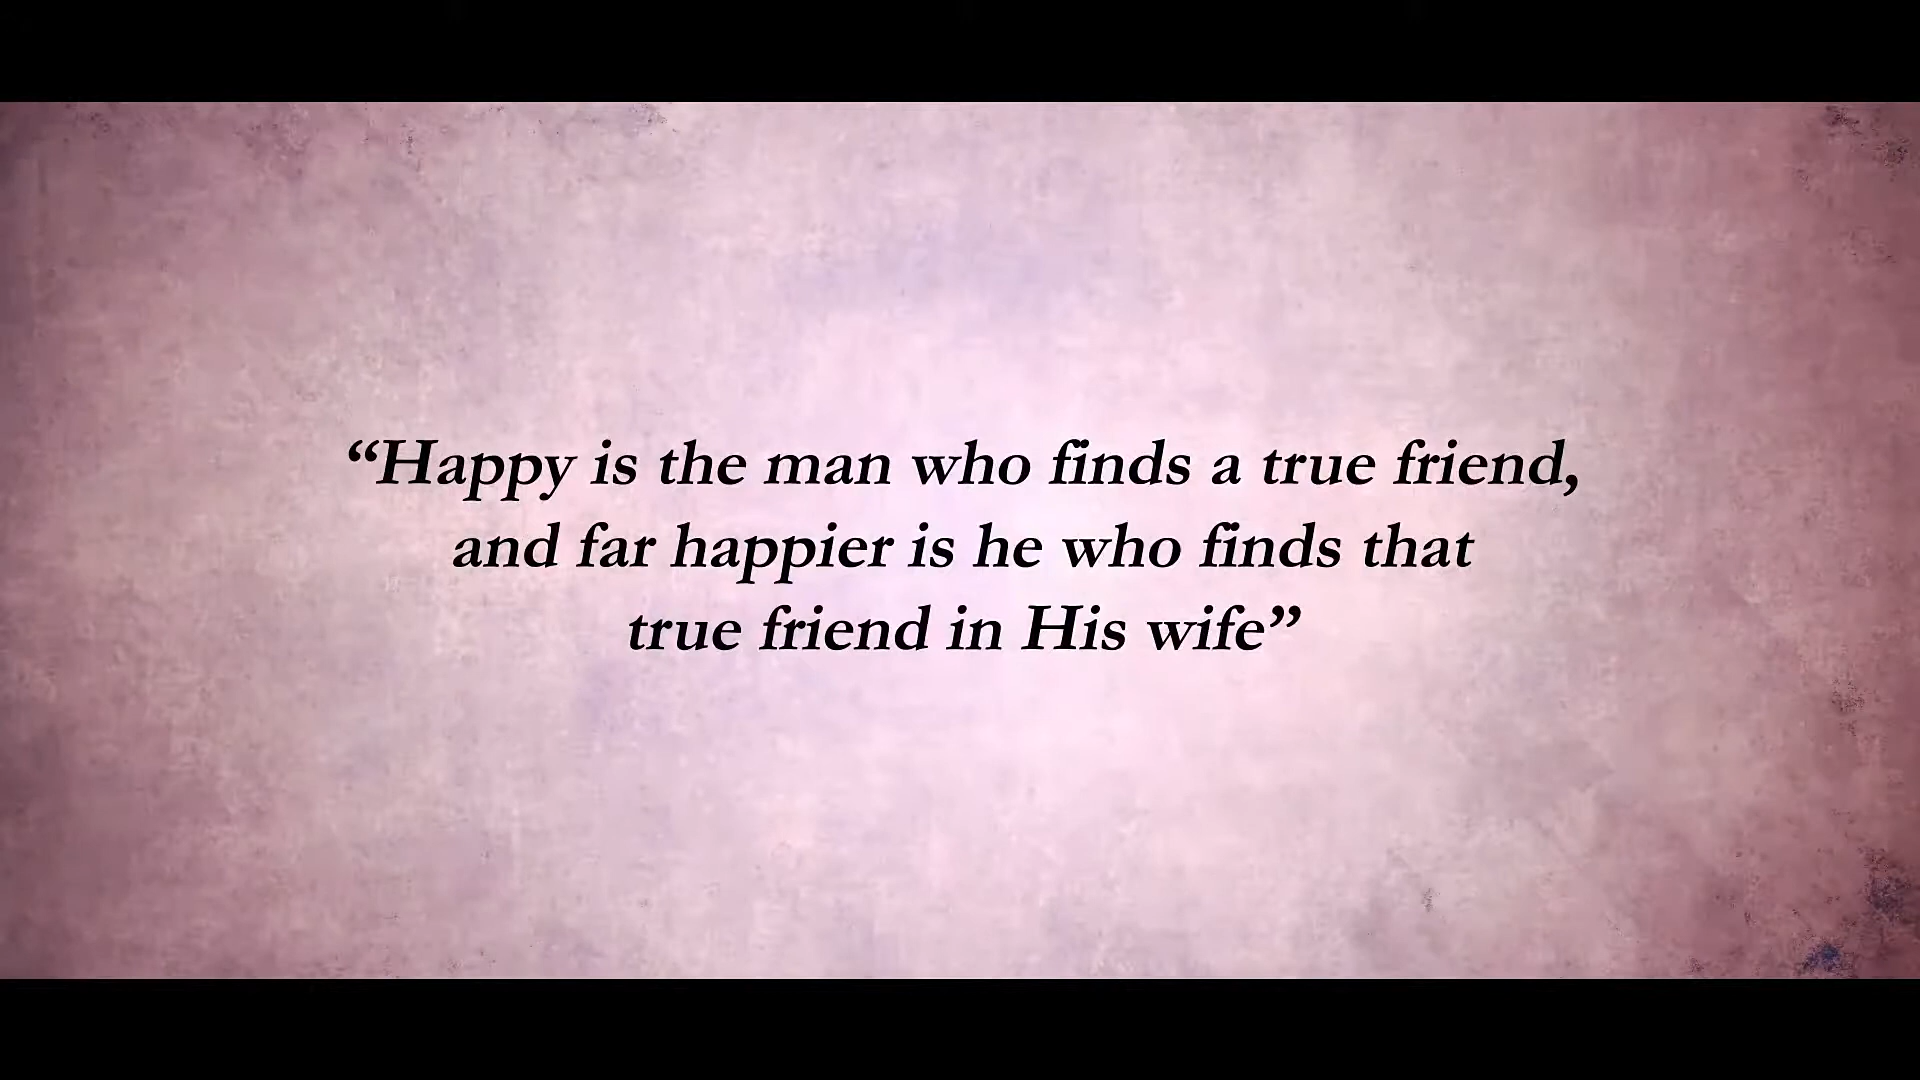 “Happy is the man who finds a true friend,
and far happier is he who finds that
true friend in His wife”